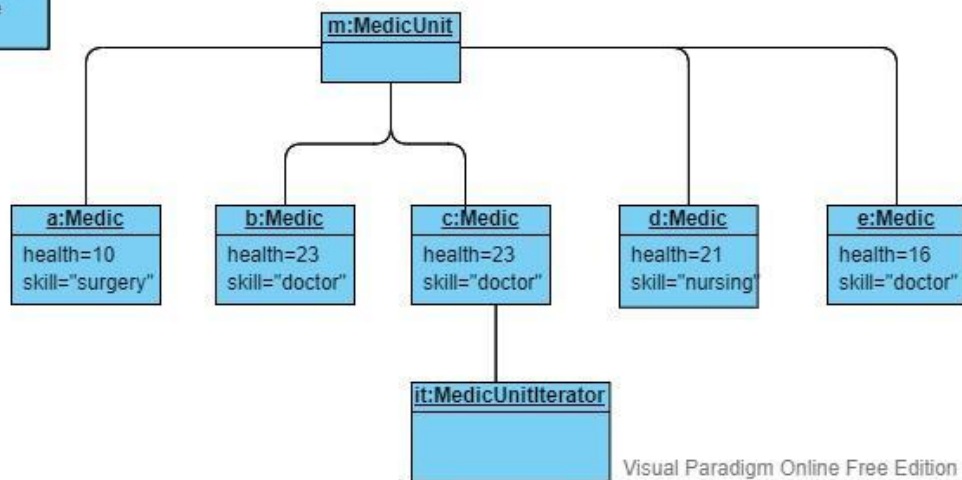 m:MedicUnit
a:Medic
health=10
skill="surgery"
b:Medic
health=23
skill="doctor"
c:Medic
health=23
skill="doctor"
d:Medic
health=21
skill="nursing"
e:Medic
health=16
skill="doctor"
it:MedicUnitIterator
Visual Paradigm Online Free Edition